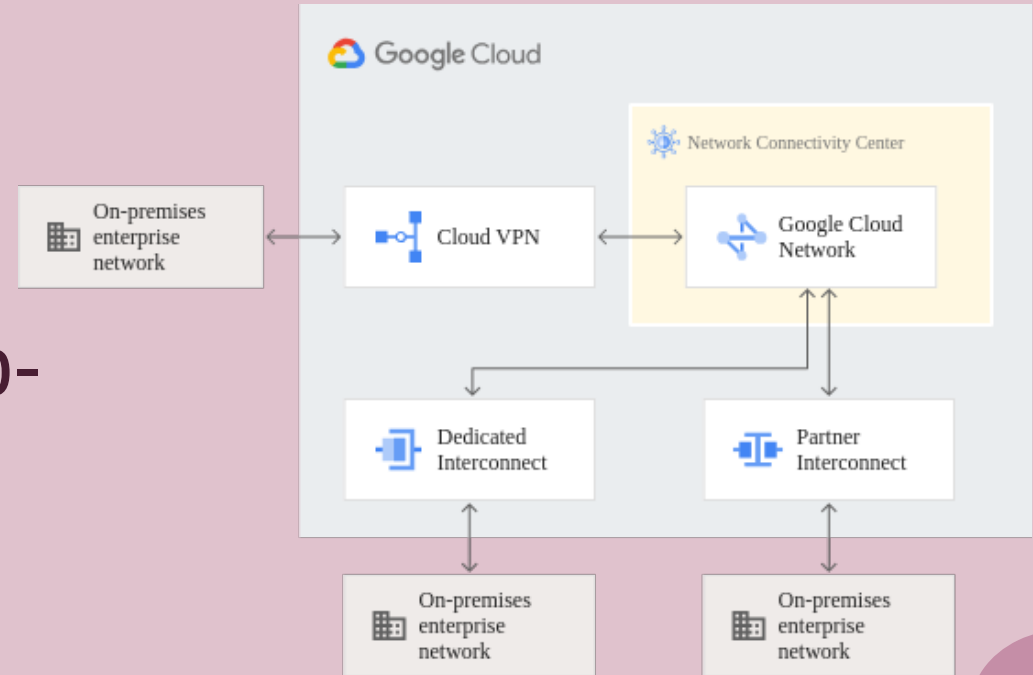 Google Cloud
Network Connectivity Center
On-premises
enterprise
network
Cloud VPN
Google Cloud
Network
-
Dedicated
Interconnect
Partner
Interconnect
On-premises
enterprise
network
On-premises
enterprise
network